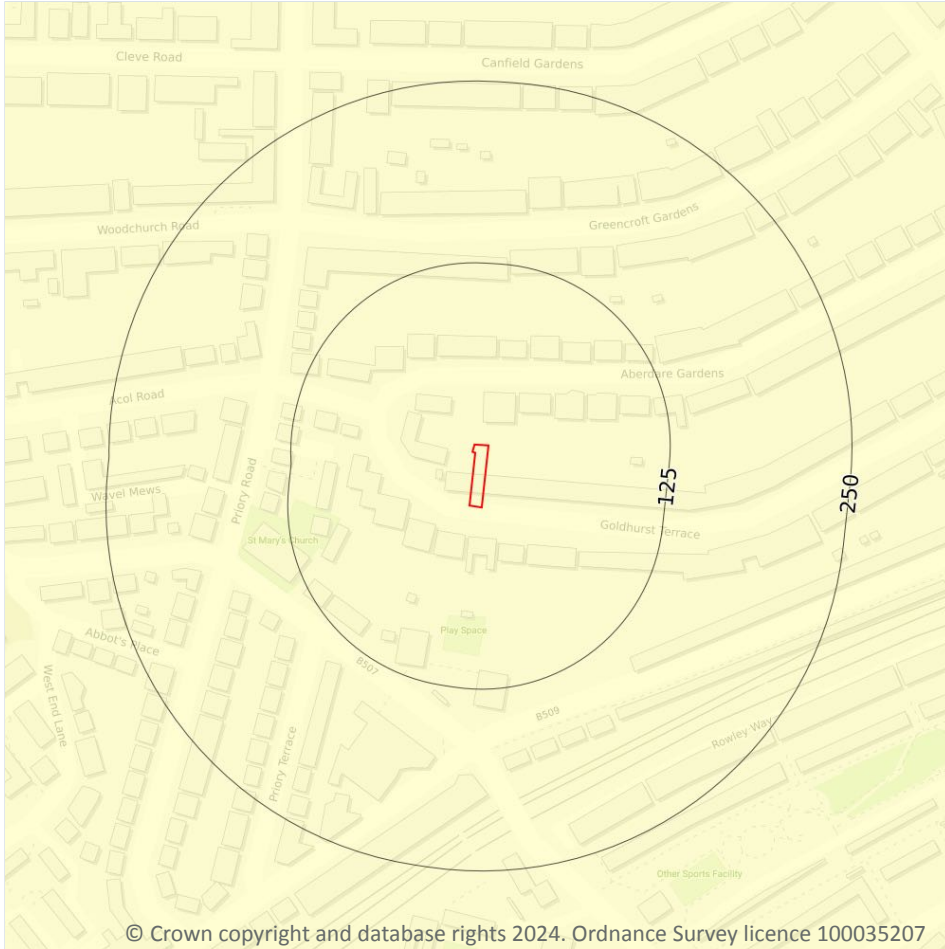 Cleve Road
Canfield Gardens
Greencroft Gardens
Woodchurch Road
Aberdare Gardens
Acol Road
Priory Road
Wavel Mews
125
250
Goldhurst Terrace
St Mary's Church
Play Space
Abbot's Place
West End Lane
B507
B509
Rowley Way
Priory Terrace
Other Sports Facility
© Crown copyright and database rights 2024. Ordnance Survey licence 100035207